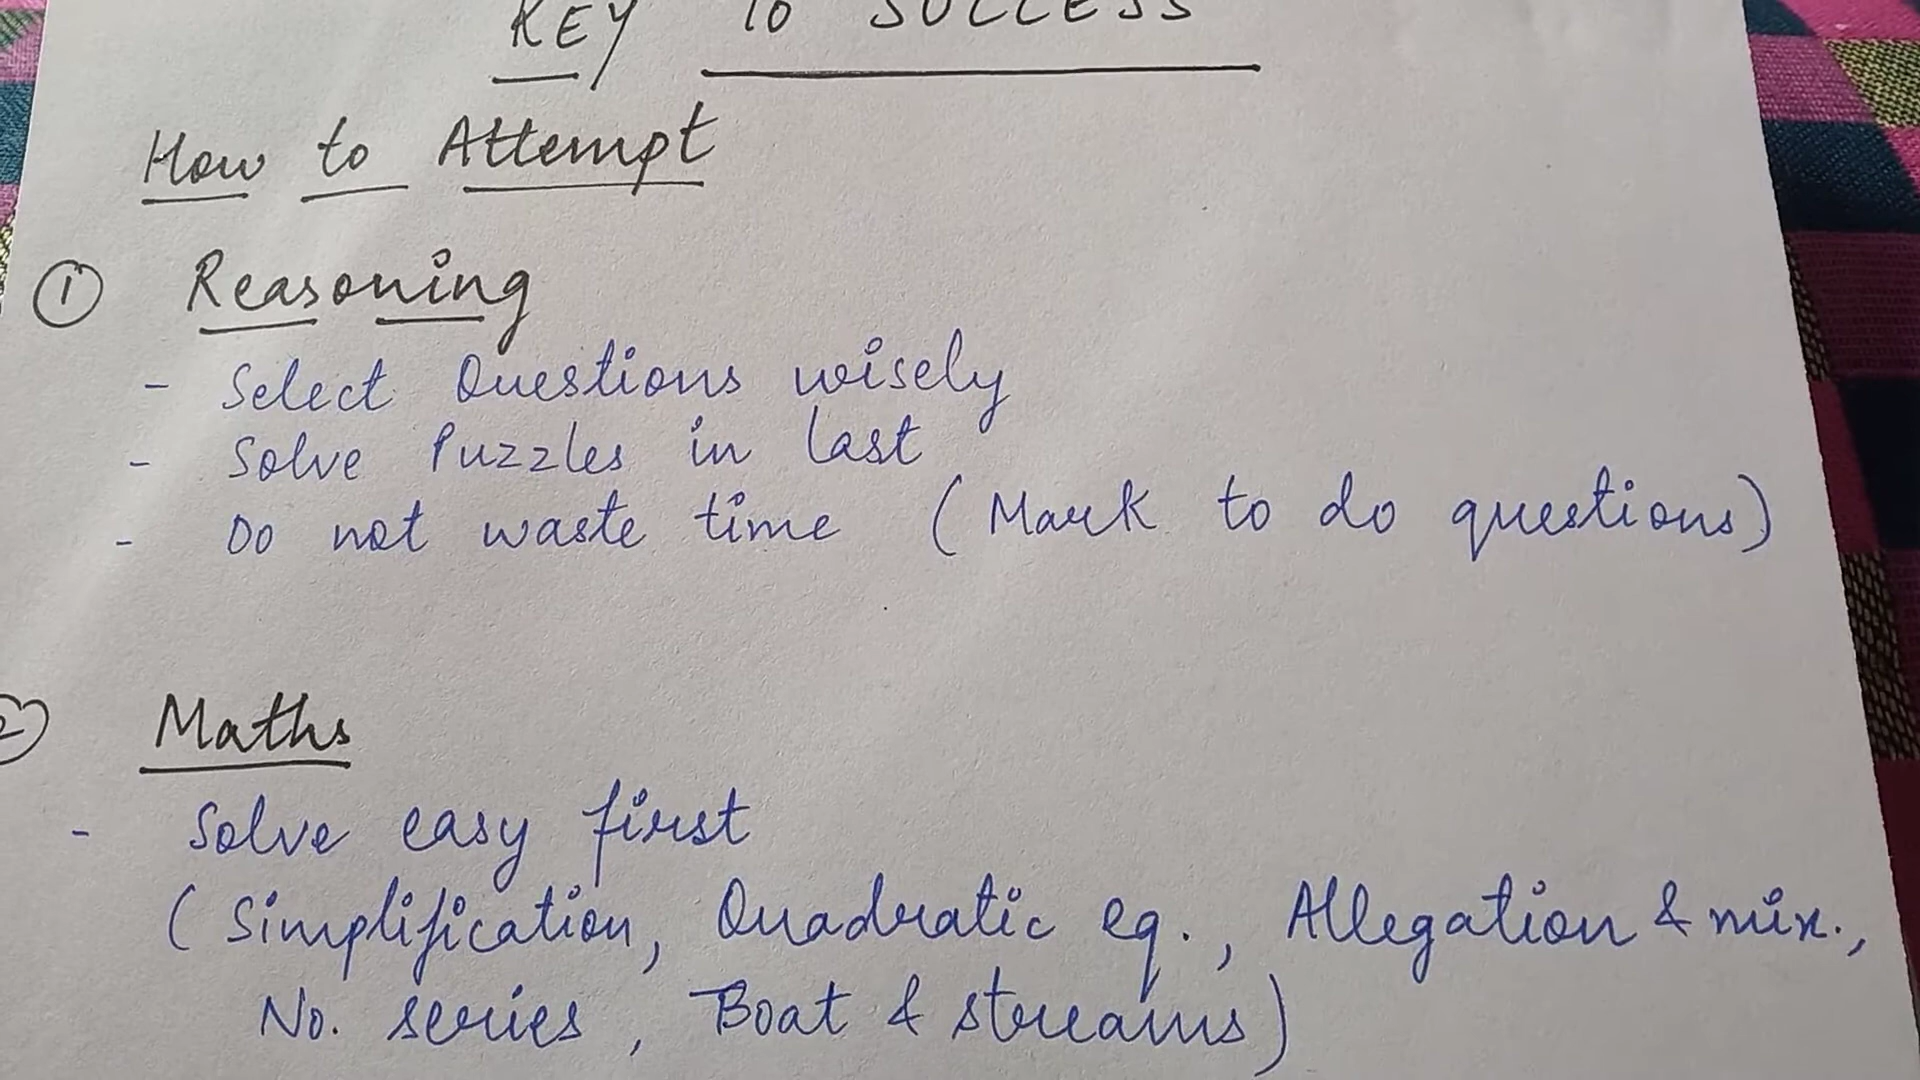 KEY TO SUCCESS
How to Attempt
① Reasoning
- Select Questions wisely
- Solve Puzzles in last
- Do not waste time (Mark to do questions)
② Maths
- Solve easy first
(Simplification, Quadratic eq., Allegation & mix.,
No. series, Boat & streams)